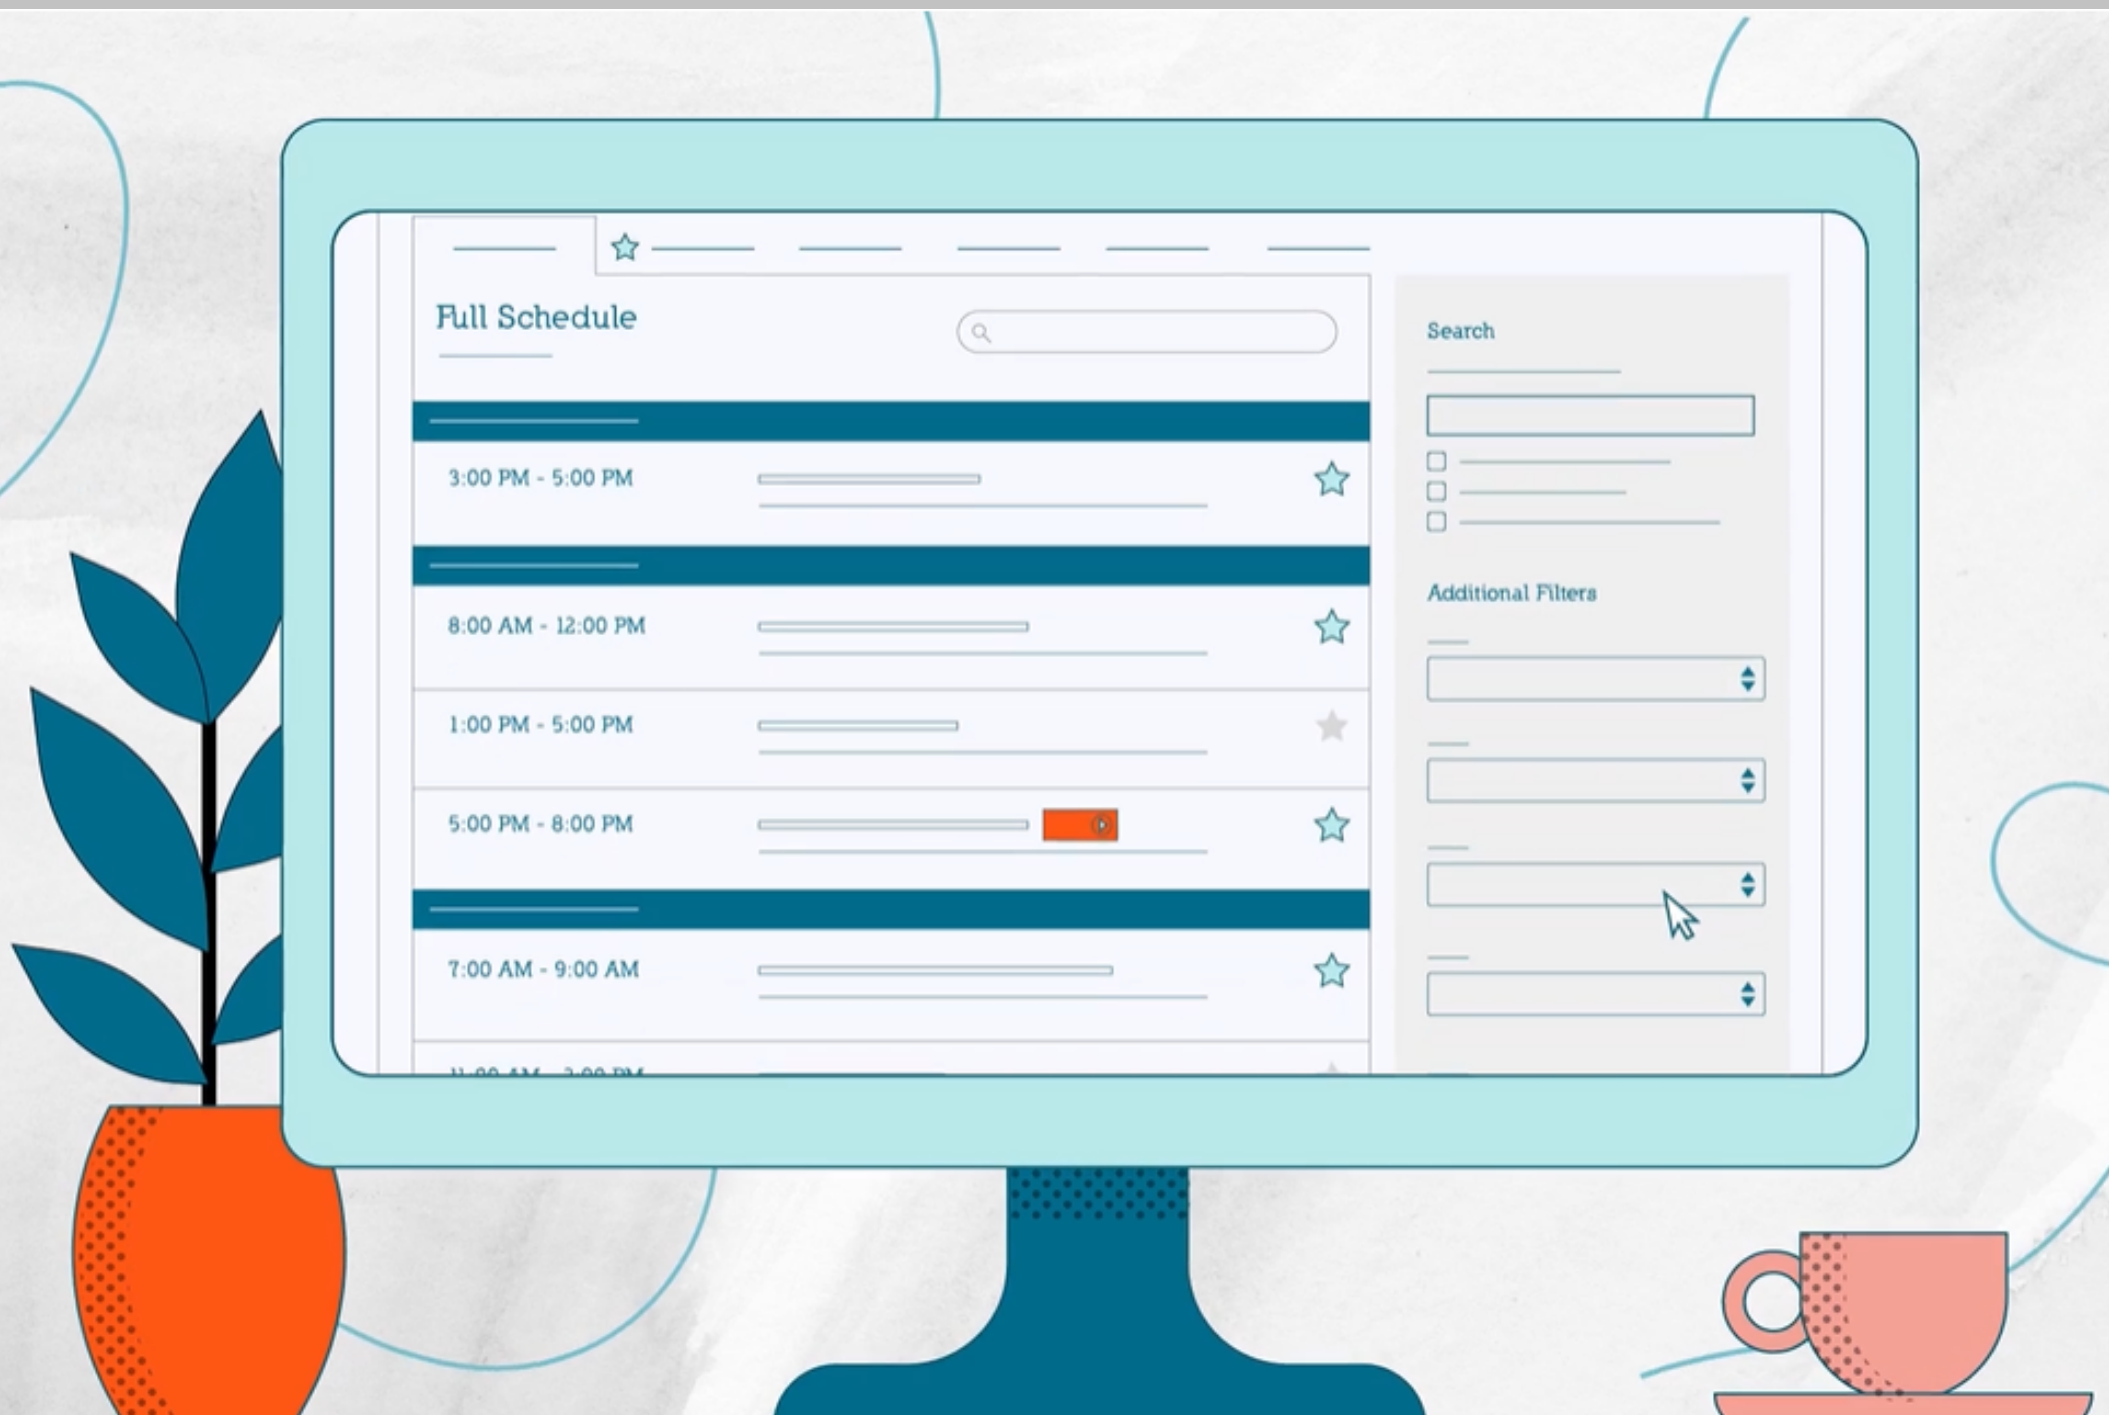 Full Schedule
3:00 PM - 5:00 PM
8:00 AM - 12:00 PM
1:00 PM - 5:00 PM
5:00 PM - 8:00 PM
7:00 AM - 9:00 AM
Search
Additional Filters